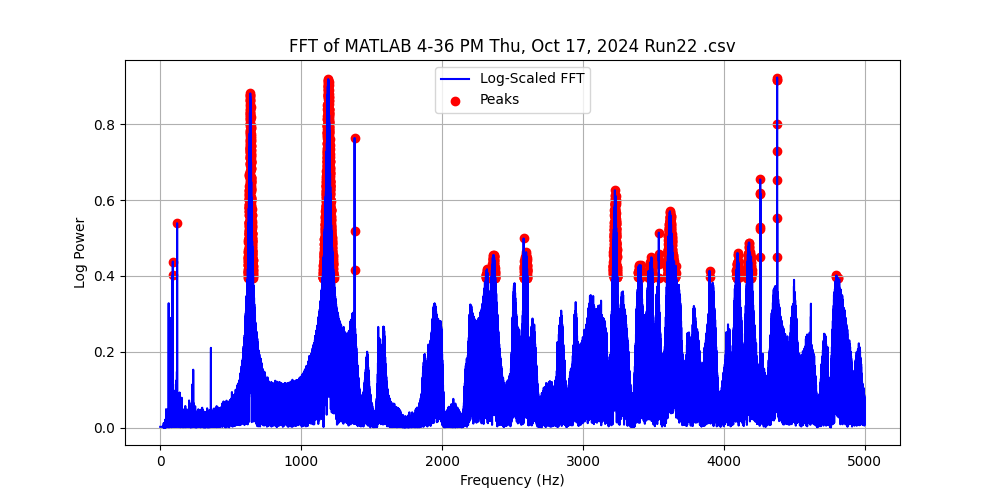 FFT of MATLAB 4-36 PM Thu, Oct 17, 2024 Run22 .csv
Log-Scaled FFT
Peaks
Log Power
0.8
0.6
0.4
0.2
0.0
0 1000 2000 3000 4000 5000
Frequency (Hz)